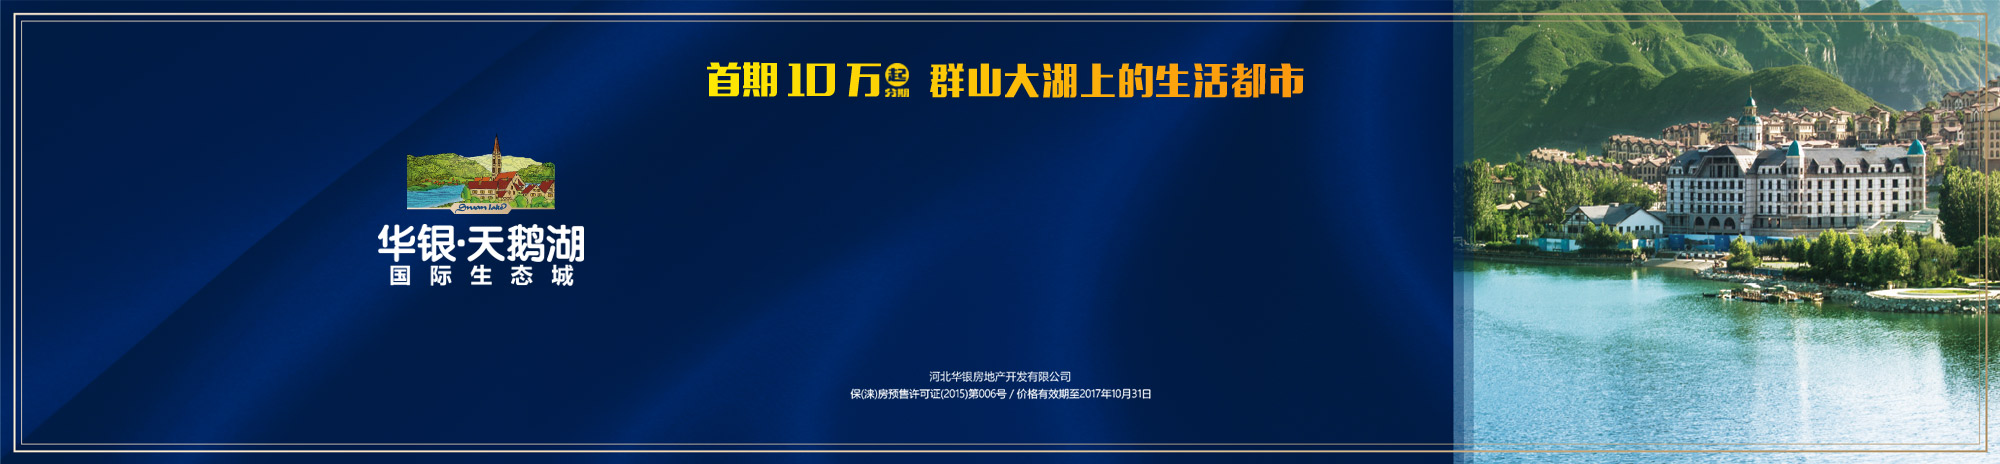 首期10万起分期 群山大湖上的生活都市
Swan lake
华银·天鹅湖
国际生态城
河北华银房地产开发有限公司
保(涞)房预售许可证(2015)第006号 / 价格有效期至2017年10月31日